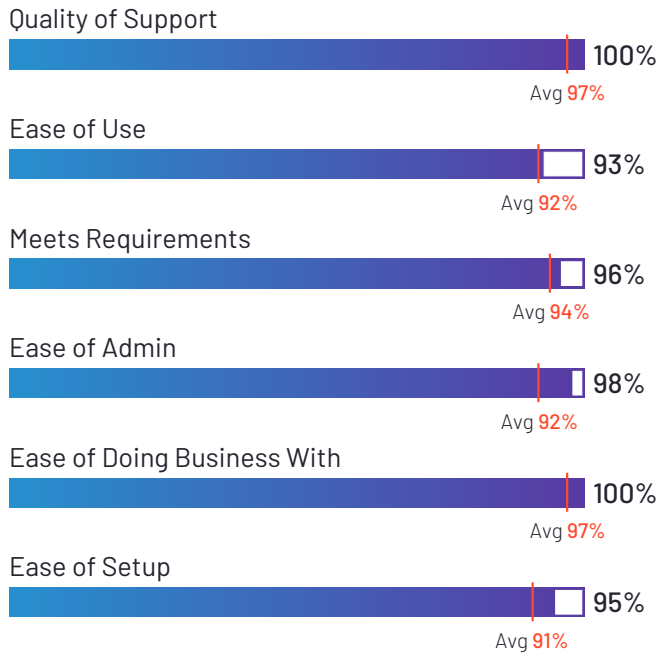 Quality of Support
100%
Avg 97%
Ease of Use
93%
Avg 92%
Meets Requirements
96%
Avg 94%
Ease of Admin
98%
Avg 92%
Ease of Doing Business With
100%
Avg 97%
Ease of Setup
95%
Avg 91%